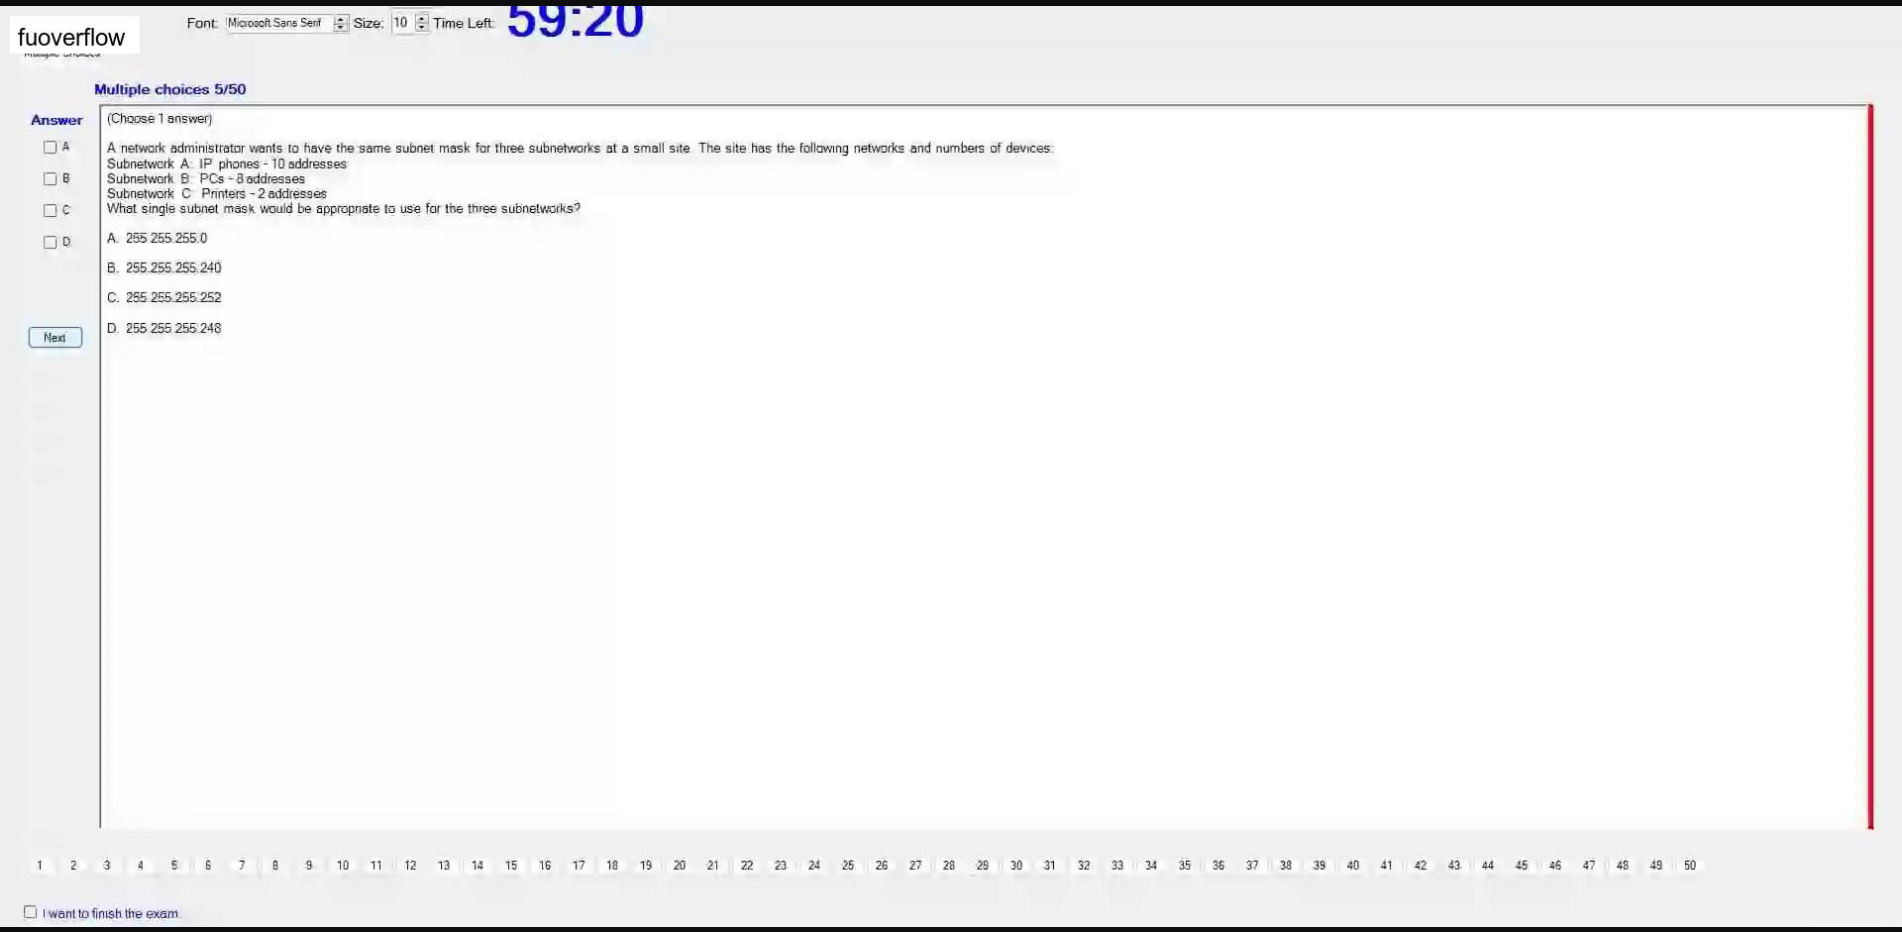 Font: Microsoft Sans Serif Size: 10 Time Left: 59:20
fuoverflow
Multiple choices
Multiple choices 5/50
Answer
(Choose 1 answer)
A
A network administrator wants to have the same subnet mask for three subnetworks at a small site. The site has the following networks and numbers of devices:
Subnetwork A: IP phones - 10 addresses
B
Subnetwork B: PCs - 8 addresses
Subnetwork C: Printers - 2 addresses
C
What single subnet mask would be appropriate to use for the three subnetworks?
D
A. 255.255.255.0
B. 255.255.255.240
C. 255.255.255.252
D. 255.255.255.248
Next
1 2 3 4 5 6 7 8 9 10 11 12 13 14 15 16 17 18 19 20 21 22 23 24 25 26 27 28 29 30 31 32 33 34 35 36 37 38 39 40 41 42 43 44 45 46 47 48 49 50
I want to finish the exam.